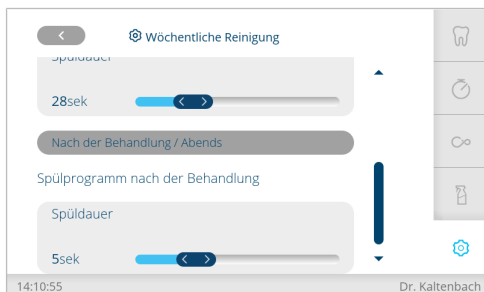 Wöchentliche Reinigung
Spüldauer
28sek
Nach der Behandlung / Abends
Spülprogramm nach der Behandlung
Spüldauer
5sek
14:10:55
Dr. Kaltenbach